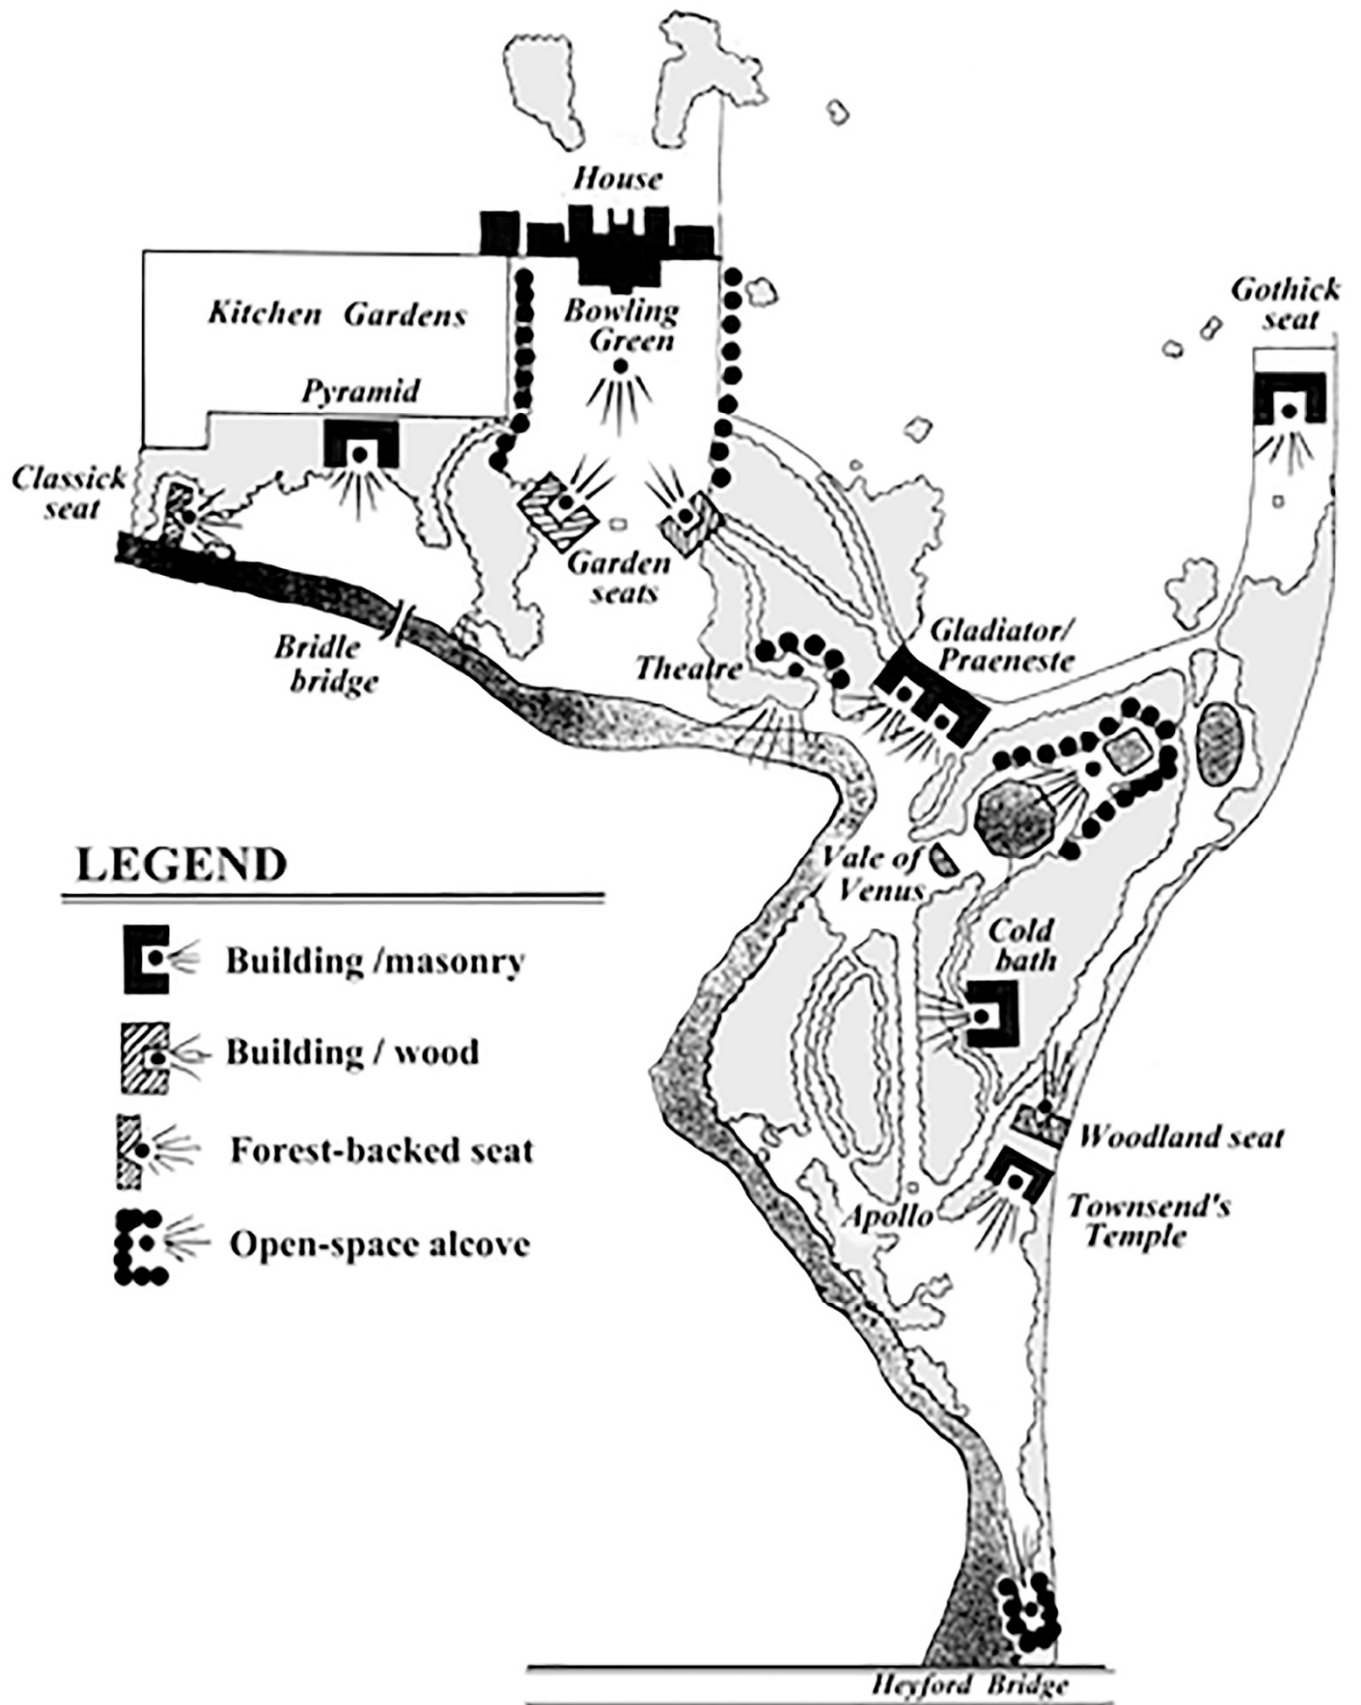 House
Kitchen Gardens
Bowling
Green
Gothick
seat
Pyramid
Classick
seat
Garden
seats
Bridle
bridge
Theatre
Gladiator/
Praeneste
Vale of
Venus
Cold
bath
Woodland seat
Apollo
Townsend's
Temple
Heyford Bridge
LEGEND
Building /masonry
Building / wood
Forest-backed seat
Open-space alcove